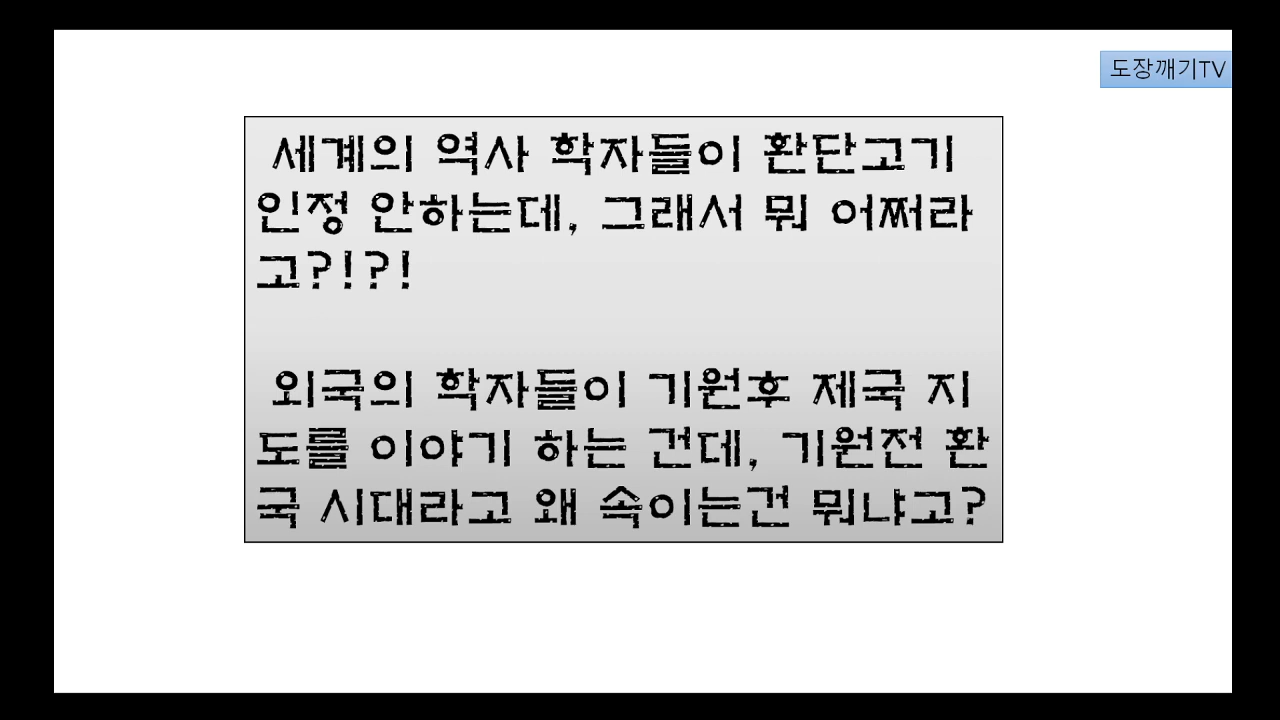 도장깨기TV
세계의 역사 학자들이 환단고기
인정 안하는데, 그래서 뭐 어쩌라
고?!?!
외국의 학자들이 기원후 제국 지
도를 이야기 하는 건데, 기원전 환
국 시대라고 왜 속이는건 뭐냐고?